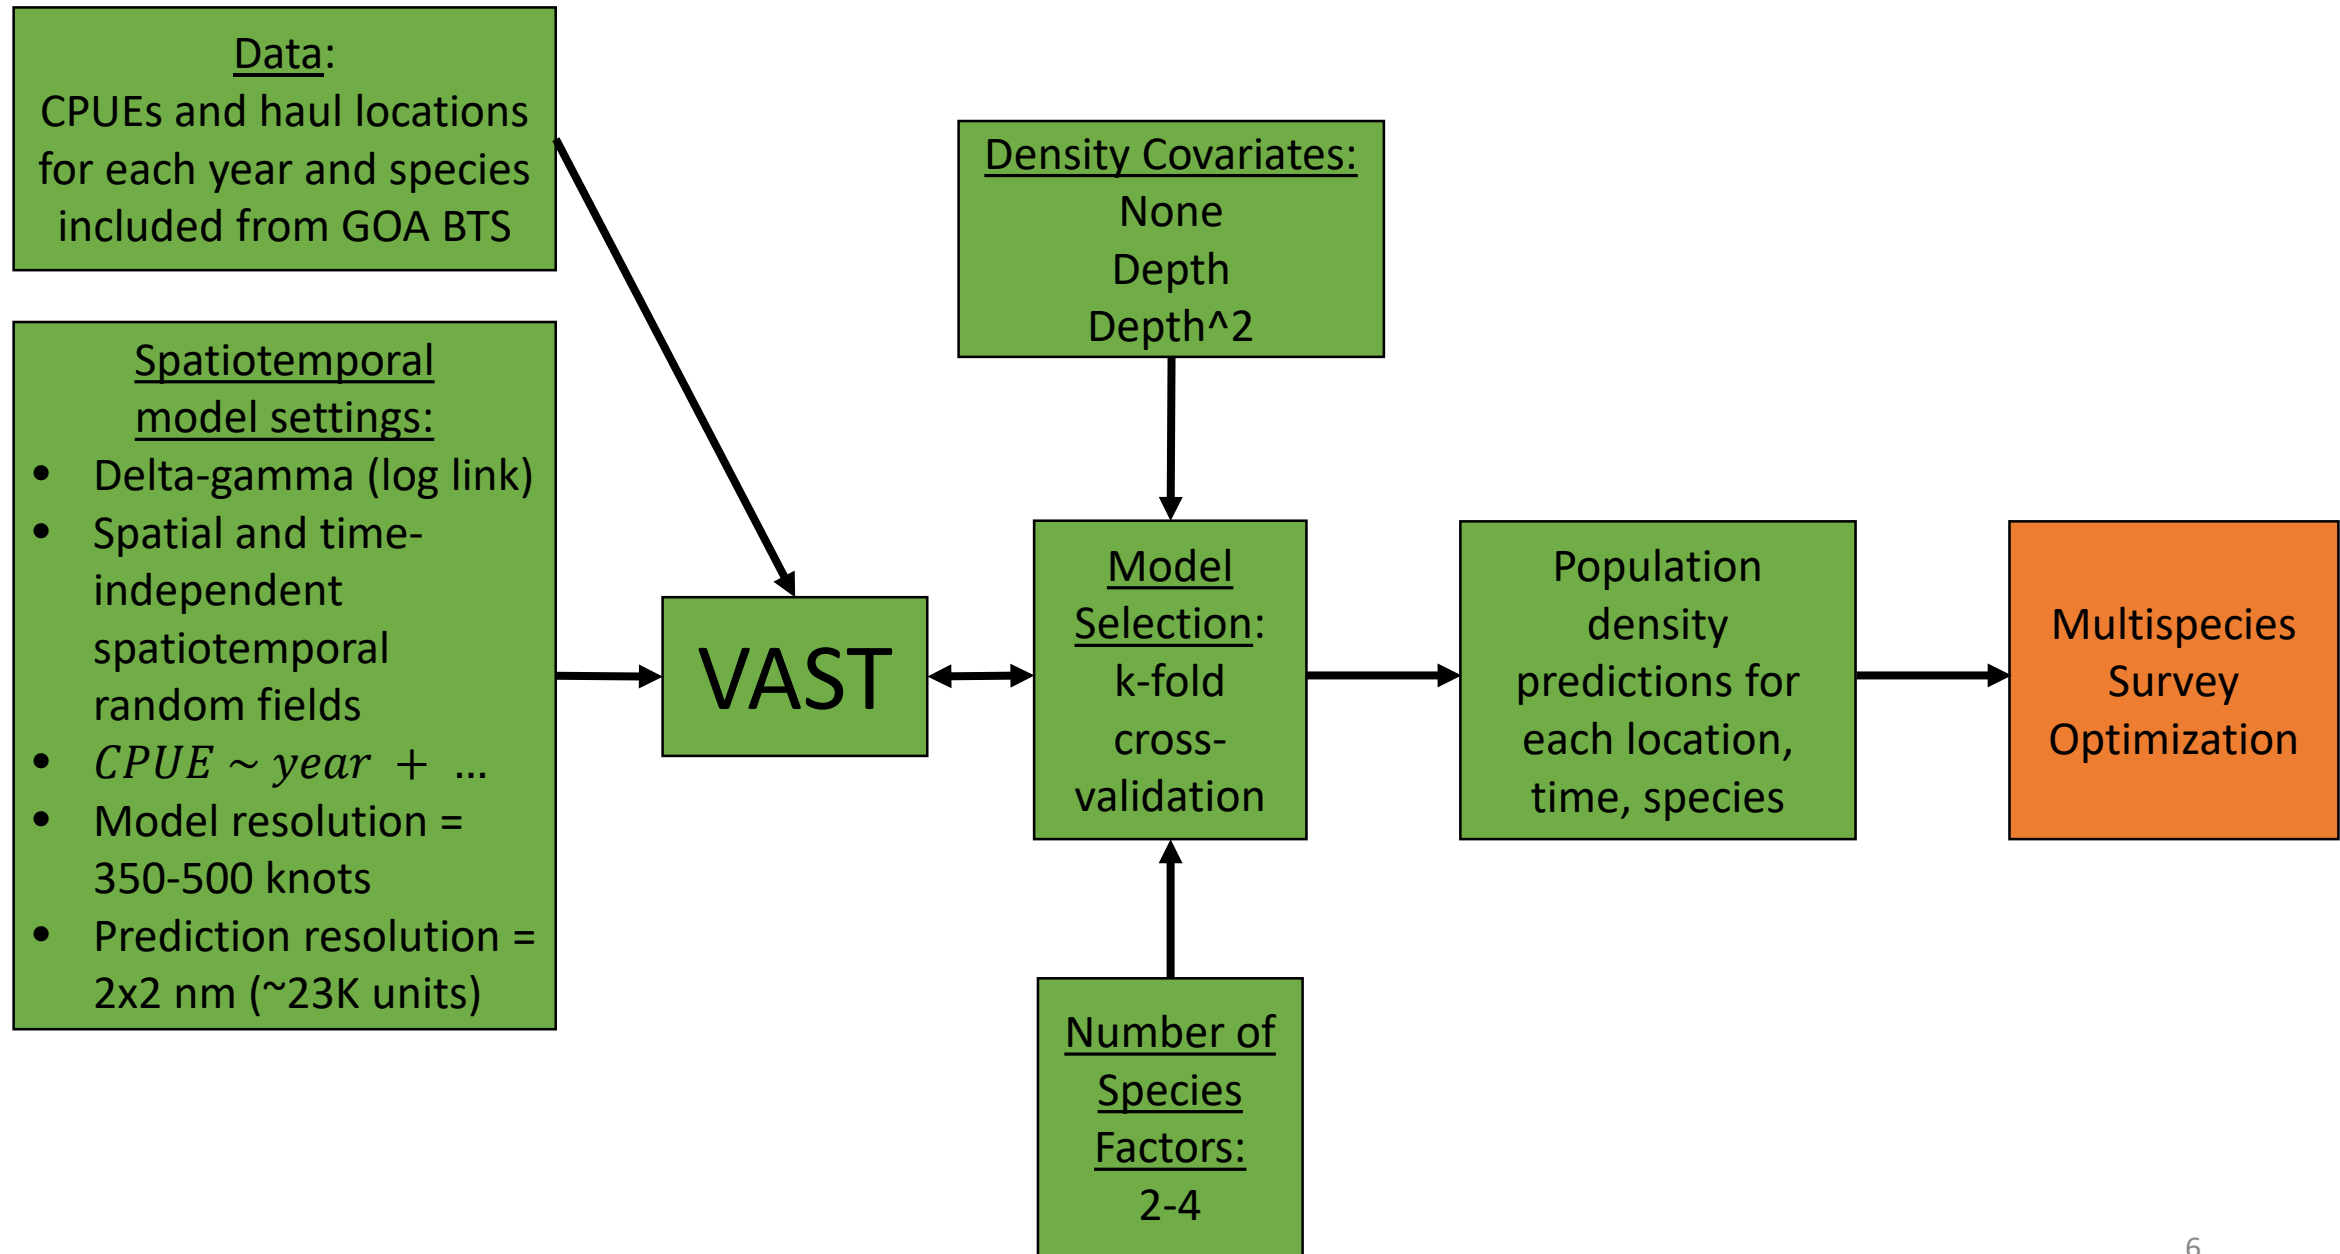 Data:
CPUEs and haul locations
for each year and species
included from GOA BTS
Spatiotemporal
model settings:
• Delta-gamma (log link)
• Spatial and time-
independent
spatiotemporal
random fields
• CPUE ~ year + …
• Model resolution =
350-500 knots
• Prediction resolution =
2x2 nm (~23K units)
VAST
Density Covariates:
None
Depth
Depth^2
Model
Selection:
k-fold
cross-
validation
Number of
Species
Factors:
2-4
Population
density
predictions for
each location,
time, species
Multispecies
Survey
Optimization
6